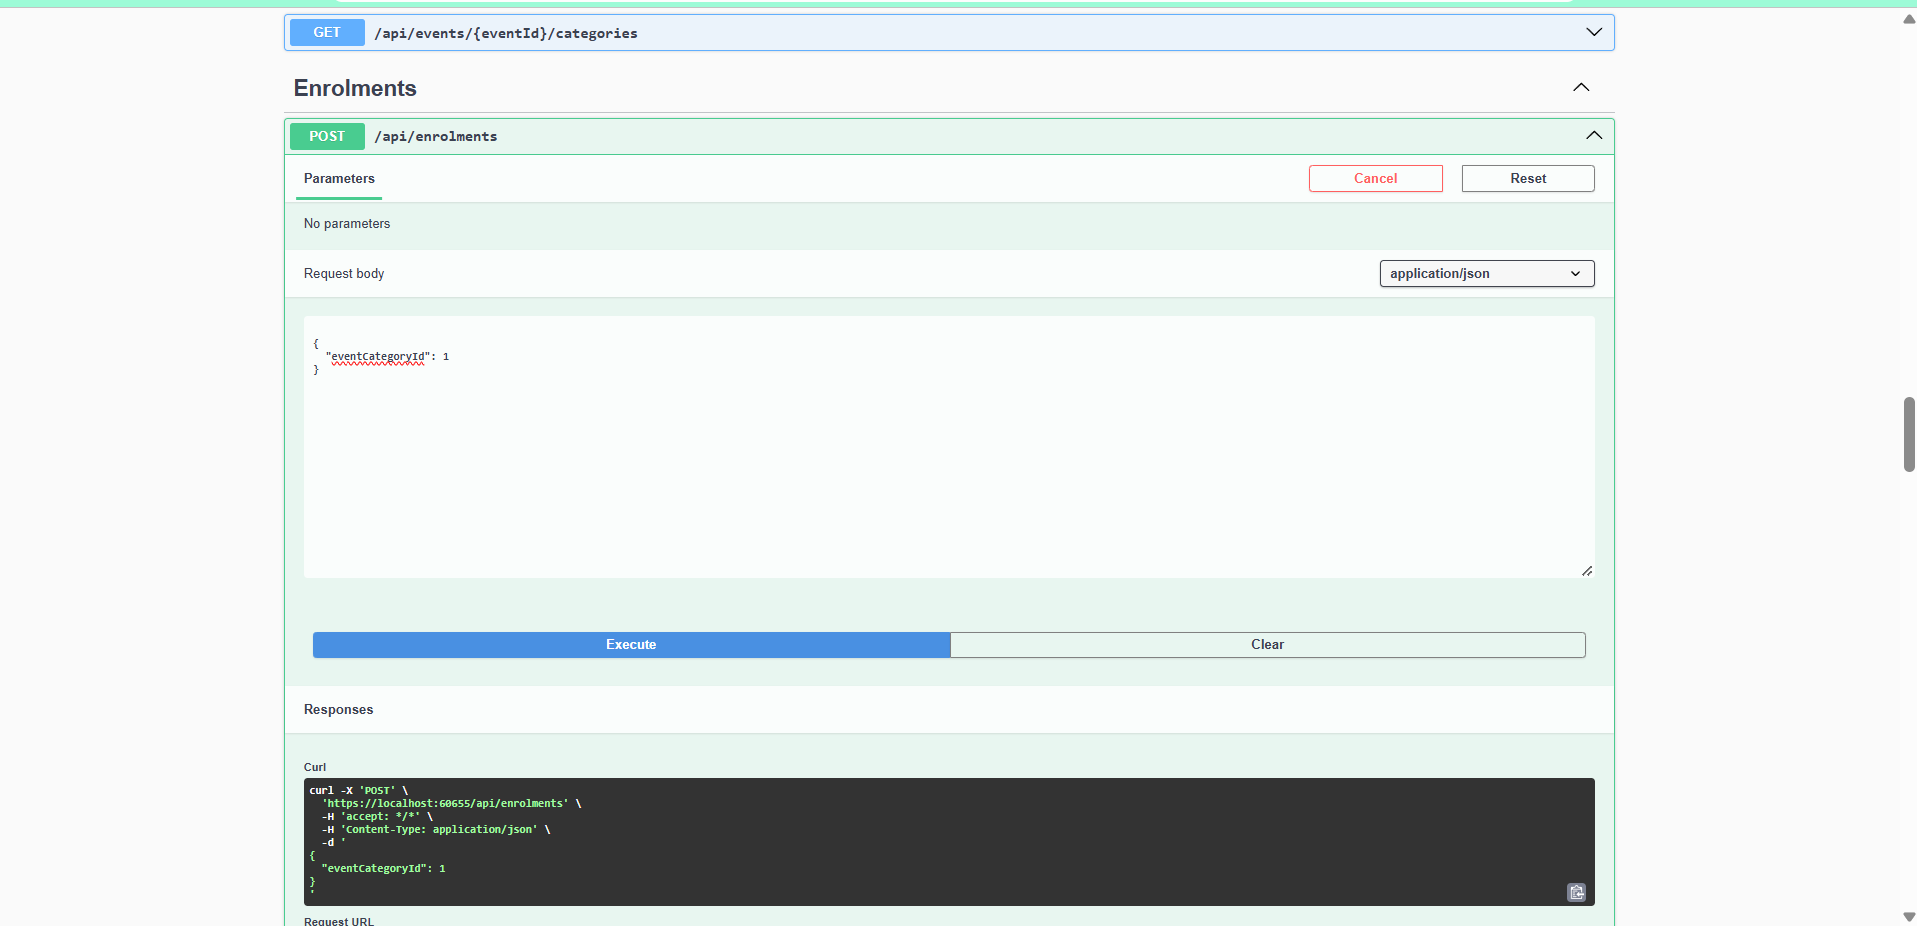 GET /api/events/{eventId}/categories
Enrolments
POST /api/enrolments
Parameters
Cancel
Reset
No parameters
Request body
application/json
{
  "eventCategoryId": 1
}
Execute
Clear
Responses
Curl
curl -X 'POST' \
  'https://localhost:60655/api/enrolments' \
  -H 'accept: */*' \
  -H 'Content-Type: application/json' \
  -d '
{
  "eventCategoryId": 1
}
'
Request URL